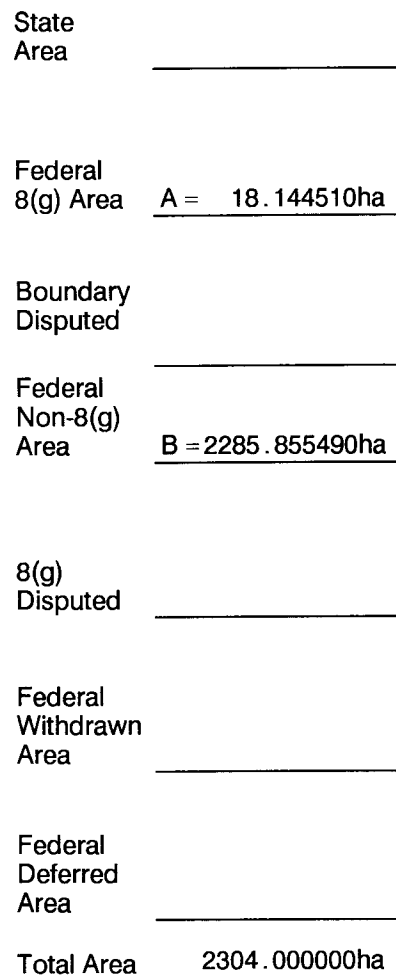 State
Area
Federal
8(g) Area A = 18.144510ha
Boundary
Disputed
Federal
Non-8(g)
Area B = 2285.855490ha
8(g)
Disputed
Federal
Withdrawn
Area
Federal
Deferred
Area
Total Area 2304.000000ha